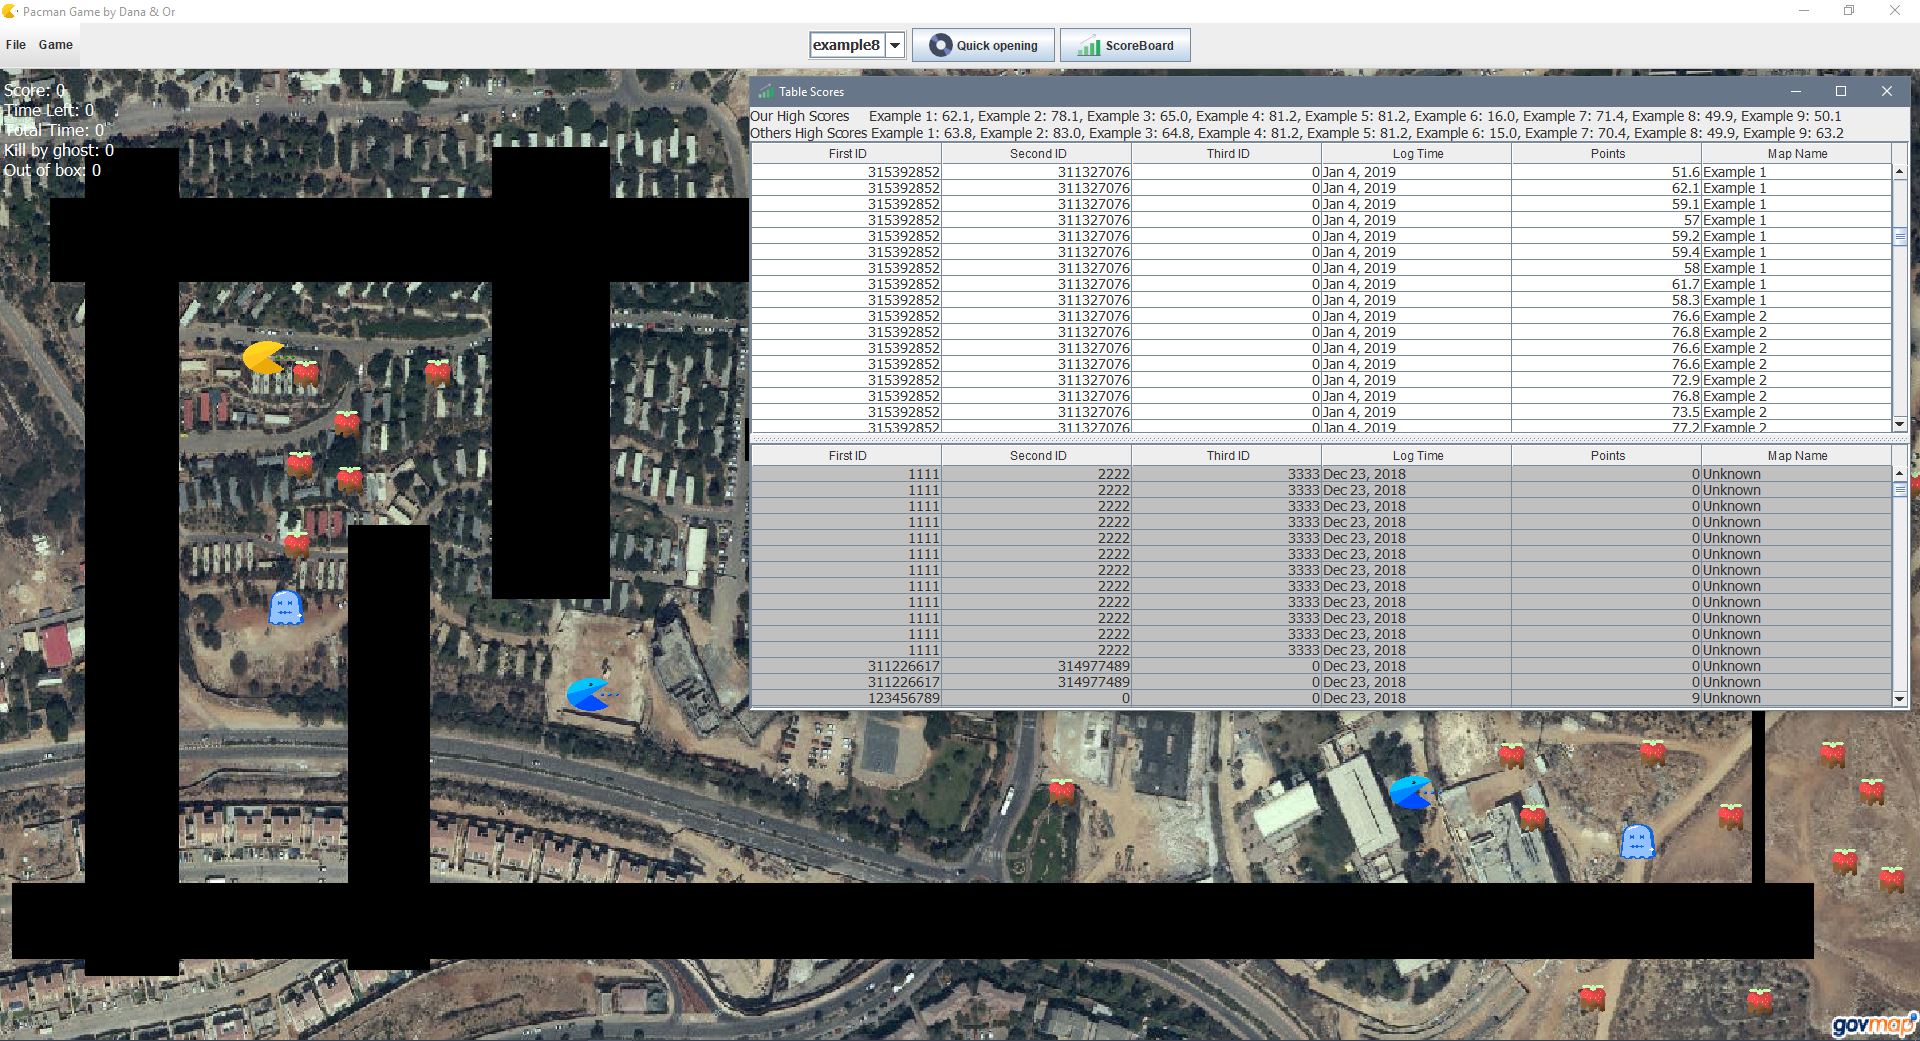 Pacman Game by Dana & Or
File Game example8 Quick opening ScoreBoard
Score: 0
Time Left: 0
Total Time: 0
Kill by ghost: 0
Out of box: 0
Table Scores
Our High Scores Example 1: 62.1, Example 2: 78.1, Example 3: 65.0, Example 4: 81.2, Example 5: 81.2, Example 6: 16.0, Example 7: 71.4, Example 8: 49.9, Example 9: 50.1
Others High Scores Example 1: 63.8, Example 2: 83.0, Example 3: 64.8, Example 4: 81.2, Example 5: 81.2, Example 6: 15.0, Example 7: 70.4, Example 8: 49.9, Example 9: 63.2
First ID Second ID Third ID Log Time Points Map Name
315392852 311327076 0 Jan 4, 2019 51.6 Example 1
315392852 311327076 0 Jan 4, 2019 62.1 Example 1
315392852 311327076 0 Jan 4, 2019 59.1 Example 1
315392852 311327076 0 Jan 4, 2019 57 Example 1
315392852 311327076 0 Jan 4, 2019 59.2 Example 1
315392852 311327076 0 Jan 4, 2019 59.4 Example 1
315392852 311327076 0 Jan 4, 2019 58 Example 1
315392852 311327076 0 Jan 4, 2019 61.7 Example 1
315392852 311327076 0 Jan 4, 2019 58.3 Example 1
315392852 311327076 0 Jan 4, 2019 76.6 Example 2
315392852 311327076 0 Jan 4, 2019 76.8 Example 2
315392852 311327076 0 Jan 4, 2019 76.6 Example 2
315392852 311327076 0 Jan 4, 2019 76.6 Example 2
315392852 311327076 0 Jan 4, 2019 72.9 Example 2
315392852 311327076 0 Jan 4, 2019 76.8 Example 2
315392852 311327076 0 Jan 4, 2019 73.5 Example 2
315392852 311327076 0 Jan 4, 2019 77.2 Example 2
First ID Second ID Third ID Log Time Points Map Name
1111 2222 3333 Dec 23, 2018 0 Unknown
1111 2222 3333 Dec 23, 2018 0 Unknown
1111 2222 3333 Dec 23, 2018 0 Unknown
1111 2222 3333 Dec 23, 2018 0 Unknown
1111 2222 3333 Dec 23, 2018 0 Unknown
1111 2222 3333 Dec 23, 2018 0 Unknown
1111 2222 3333 Dec 23, 2018 0 Unknown
1111 2222 3333 Dec 23, 2018 0 Unknown
1111 2222 3333 Dec 23, 2018 0 Unknown
1111 2222 3333 Dec 23, 2018 0 Unknown
1111 2222 3333 Dec 23, 2018 0 Unknown
1111 2222 3333 Dec 23, 2018 0 Unknown
311226617 314977489 0 Dec 23, 2018 0 Unknown
311226617 314977489 0 Dec 23, 2018 0 Unknown
123456789 0 0 Dec 23, 2018 9 Unknown
govmap